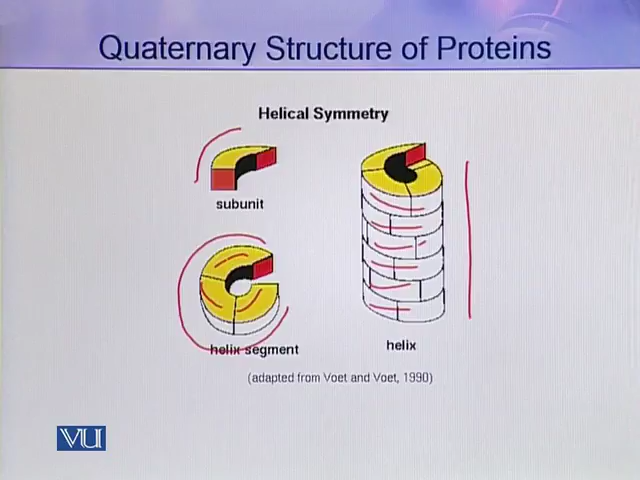 Quaternary Structure of Proteins
Helical Symmetry
subunit
helix segment
helix
(adapted from Voet and Voet, 1990)
VU